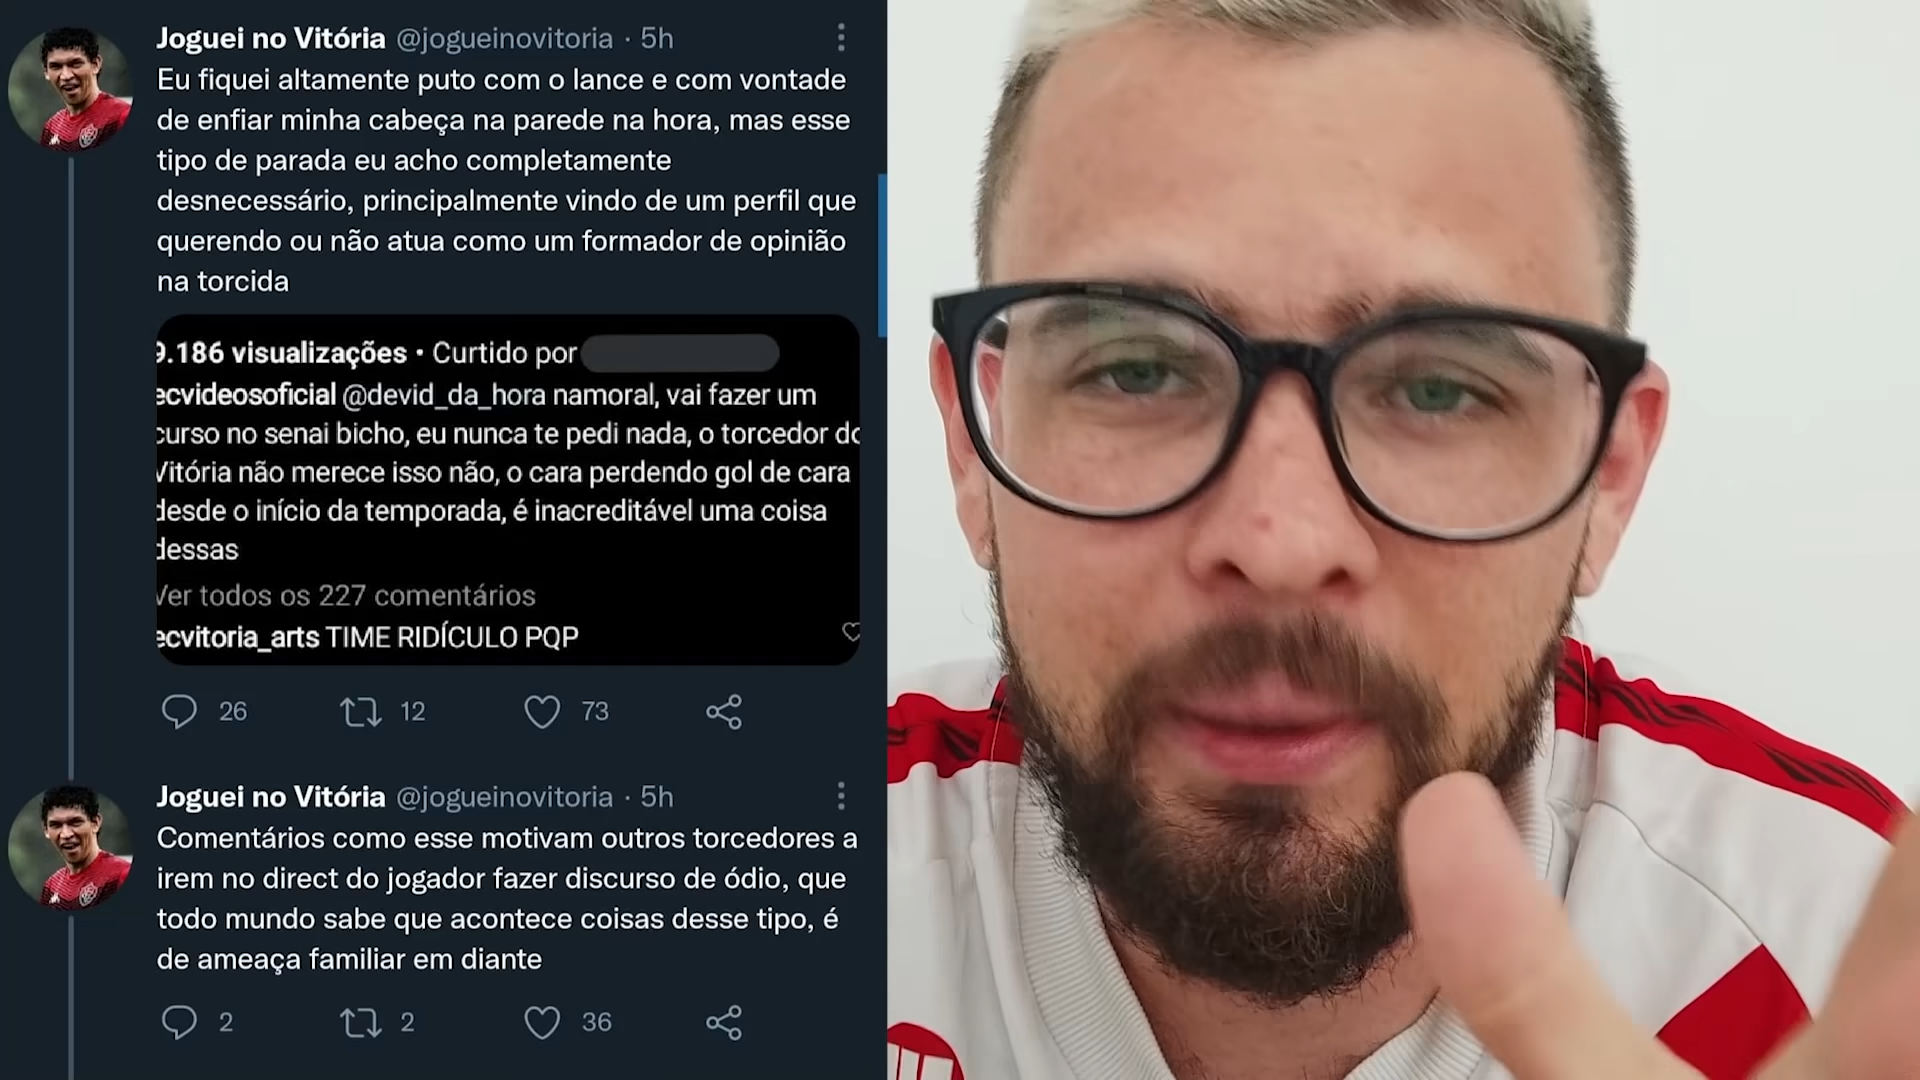 Joguei no Vitória @jogueinovitoria · 5h
Eu fiquei altamente puto com o lance e com vontade
de enfiar minha cabeça na parede na hora, mas esse
tipo de parada eu acho completamente
desnecessário, principalmente vindo de um perfil que
querendo ou não atua como um formador de opinião
na torcida
9.186 visualizações • Curtido por
ecvideosoficial @devid_da_hora namoral, vai fazer um
curso no senai bicho, eu nunca te pedi nada, o torcedor do
Vitória não merece isso não, o cara perdendo gol de cara
desde o início da temporada, é inacreditável uma coisa
dessas
Ver todos os 227 comentários
ecvitoria_arts TIME RIDÍCULO PQP
26 12 73
Joguei no Vitória @jogueinovitoria · 5h
Comentários como esse motivam outros torcedores a
irem no direct do jogador fazer discurso de ódio, que
todo mundo sabe que acontece coisas desse tipo, é
de ameaça familiar em diante
2 2 36